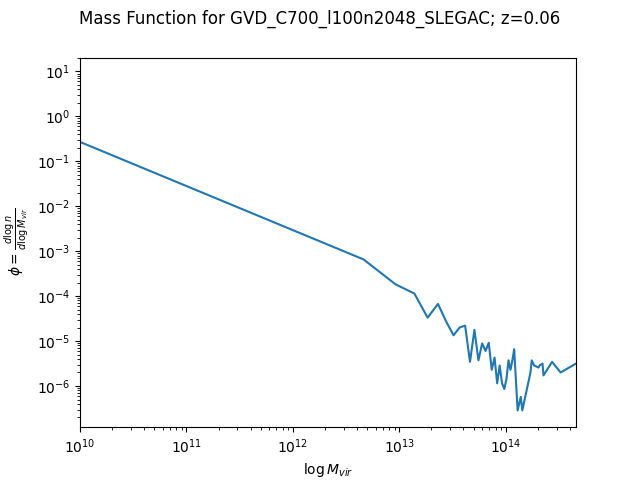 Mass Function for GVD_C700_l100n2048_SLEGAC; z=0.06
10^1
10^0
10^-1
10^-2
10^-3
10^-4
10^-5
10^-6
ϕ = d log n / d log M_vir
10^10 10^11 10^12 10^13 10^14
log M_vir